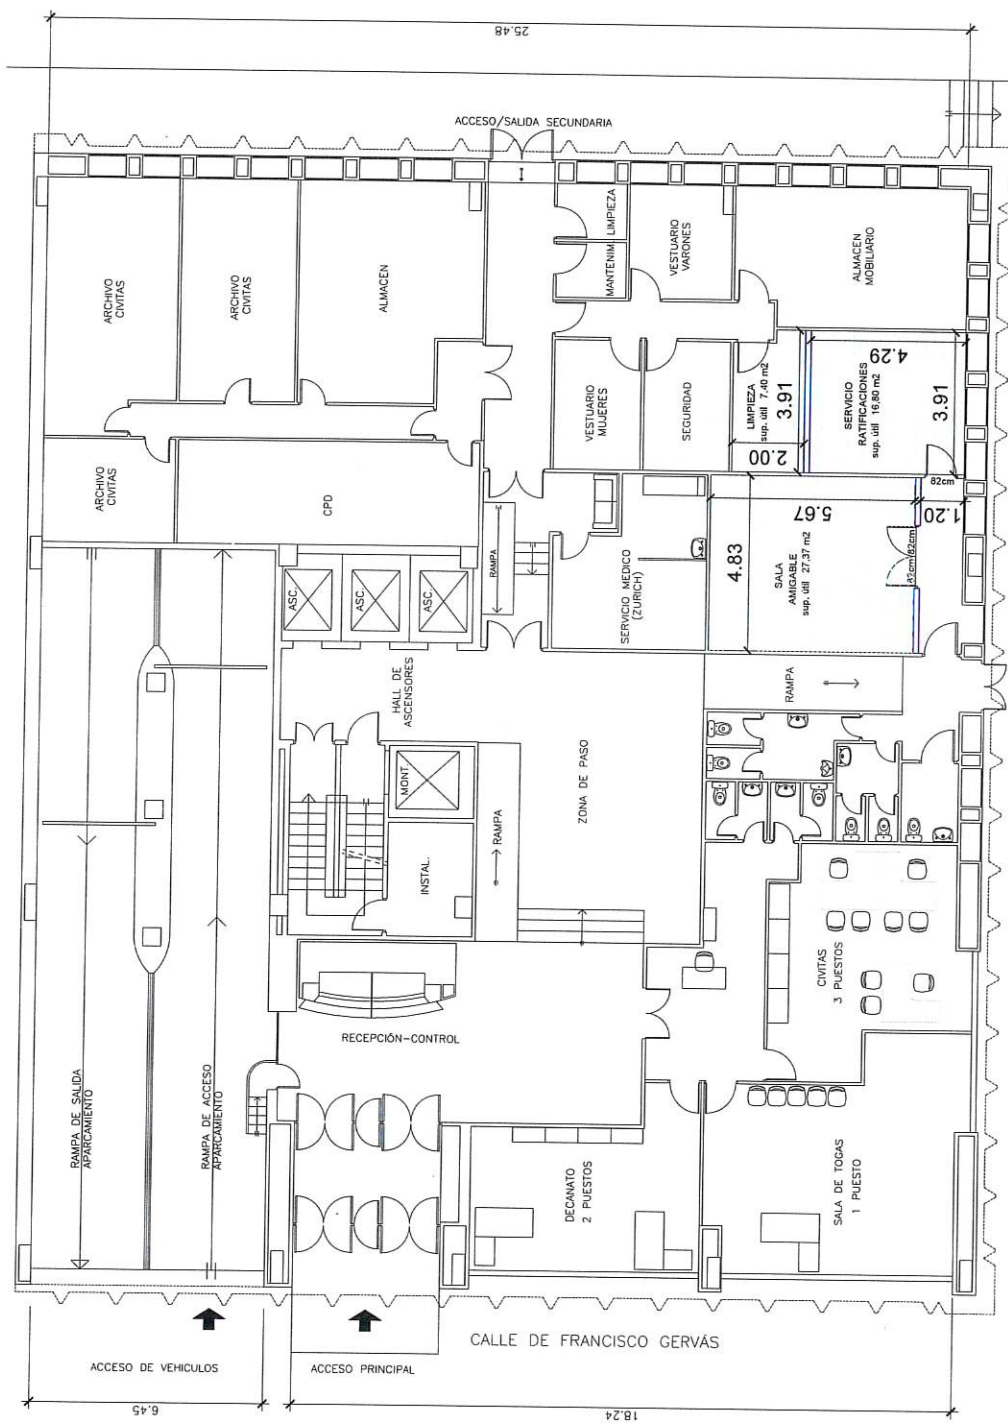 25.48
ACCESO/SALIDA SECUNDARIA
ARCHIVO
CIVITAS
ARCHIVO
CIVITAS
ALMACEN
MANTENIM.
LIMPIEZA
VESTUARIO
VARONES
ALMACEN
MOBILIARIO
ARCHIVO
CIVITAS
CPD
VESTUARIO
MUJERES
SEGURIDAD
LIMPIEZA
sup. útil 7,40 m2
3.91
2.00
SERVICIO
RATIFICACIONES
sup. útil 16,80 m2
4.29
3.91
82cm
1.20
ASC.
ASC.
ASC.
RAMPA
SERVICIO MEDICO
(ZURICH)
4.83
5.67
SALA
AMIGABLE
sup. útil 27,37 m2
82cm
82cm
HALL DE
ASCENSORES
RAMPA
MONT.
INSTAL.
RAMPA
ZONA DE PASO
RECEPCIÓN-CONTROL
CIVITAS
3 PUESTOS
RAMPA DE SALIDA
APARCAMIENTO
RAMPA DE ACCESO
APARCAMIENTO
DECANATO
2 PUESTOS
SALA DE TOGAS
1 PUESTO
CALLE DE FRANCISCO GERVÁS
ACCESO DE VEHICULOS
ACCESO PRINCIPAL
6.45
18.24